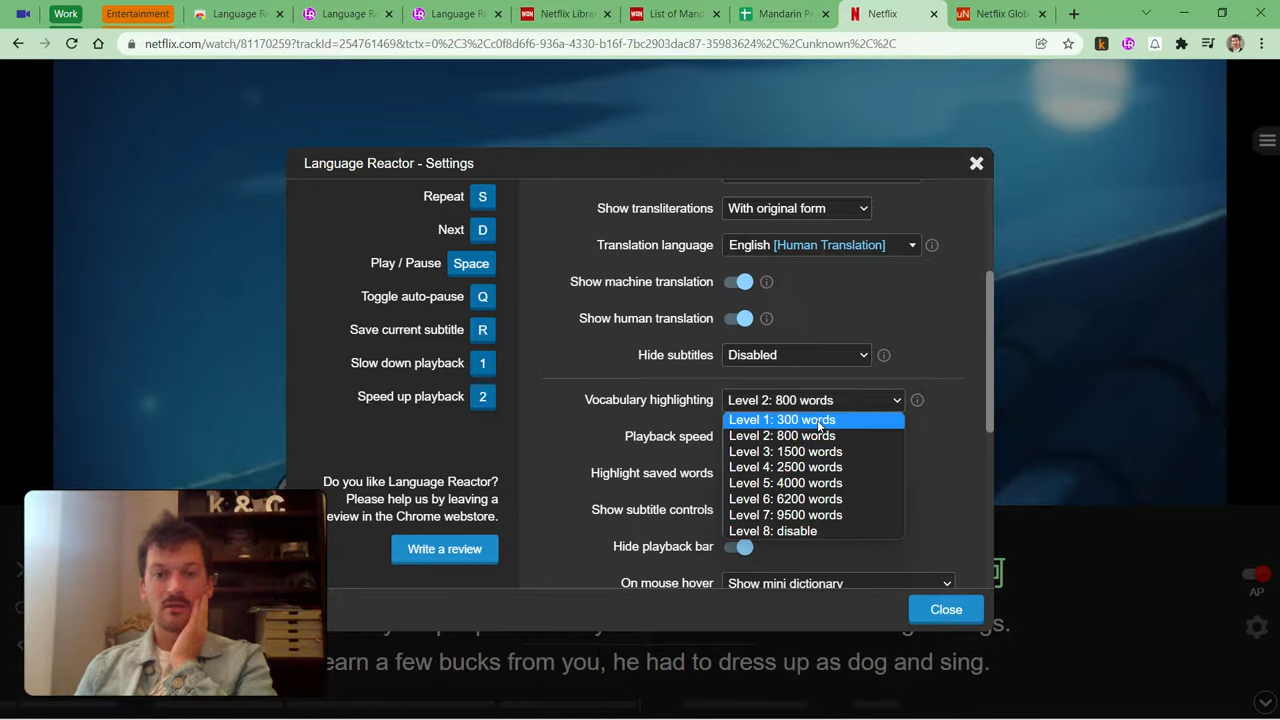 Work
Entertainment
Language Re
Language Re
Language Re
Netflix Libra
List of Mand
Mandarin Pa
Netflix
Netflix Glob
netflix.com/watch/81170259?trackId=254761469&tctx=0%2C3%2Cc0f8d6f6-936a-4330-b16f-7bc2903dac87-35983624%2C%2Cunknown%2C%2C
Language Reactor - Settings
Repeat S
Next D
Play / Pause Space
Toggle auto-pause Q
Save current subtitle R
Slow down playback 1
Speed up playback 2
Do you like Language Reactor?
Please help us by leaving a
eview in the Chrome webstore.
Write a review
Show transliterations With original form
Translation language English [Human Translation]
Show machine translation
Show human translation
Hide subtitles Disabled
Vocabulary highlighting Level 2: 800 words
Level 1: 300 words
Level 2: 800 words
Level 3: 1500 words
Level 4: 2500 words
Level 5: 4000 words
Level 6: 6200 words
Level 7: 9500 words
Level 8: disable
Playback speed
Highlight saved words
Show subtitle controls
Hide playback bar
On mouse hover Show mini dictionary
Close
AP
earn a few bucks from you, he had to dress up as dog and sing.
k & C